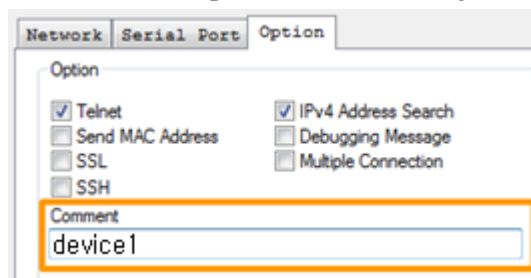 Network Serial Port Option
Option
Telnet IPv4 Address Search
Send MAC Address Debugging Message
SSL Multiple Connection
SSH
Comment
device1